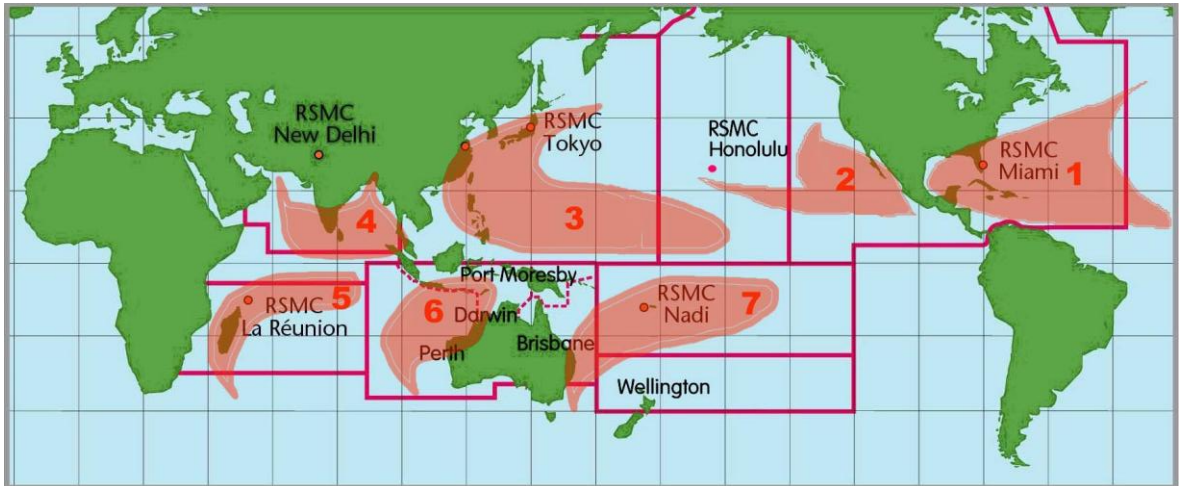 RSMC
New Delhi
RSMC
Tokyo
RSMC
Honolulu
2
RSMC
Miami
1
4
3
Port Moresby
5
RSMC
La Réunion
6
Darwin
Perth
Brisbane
RSMC
Nadi
7
Wellington